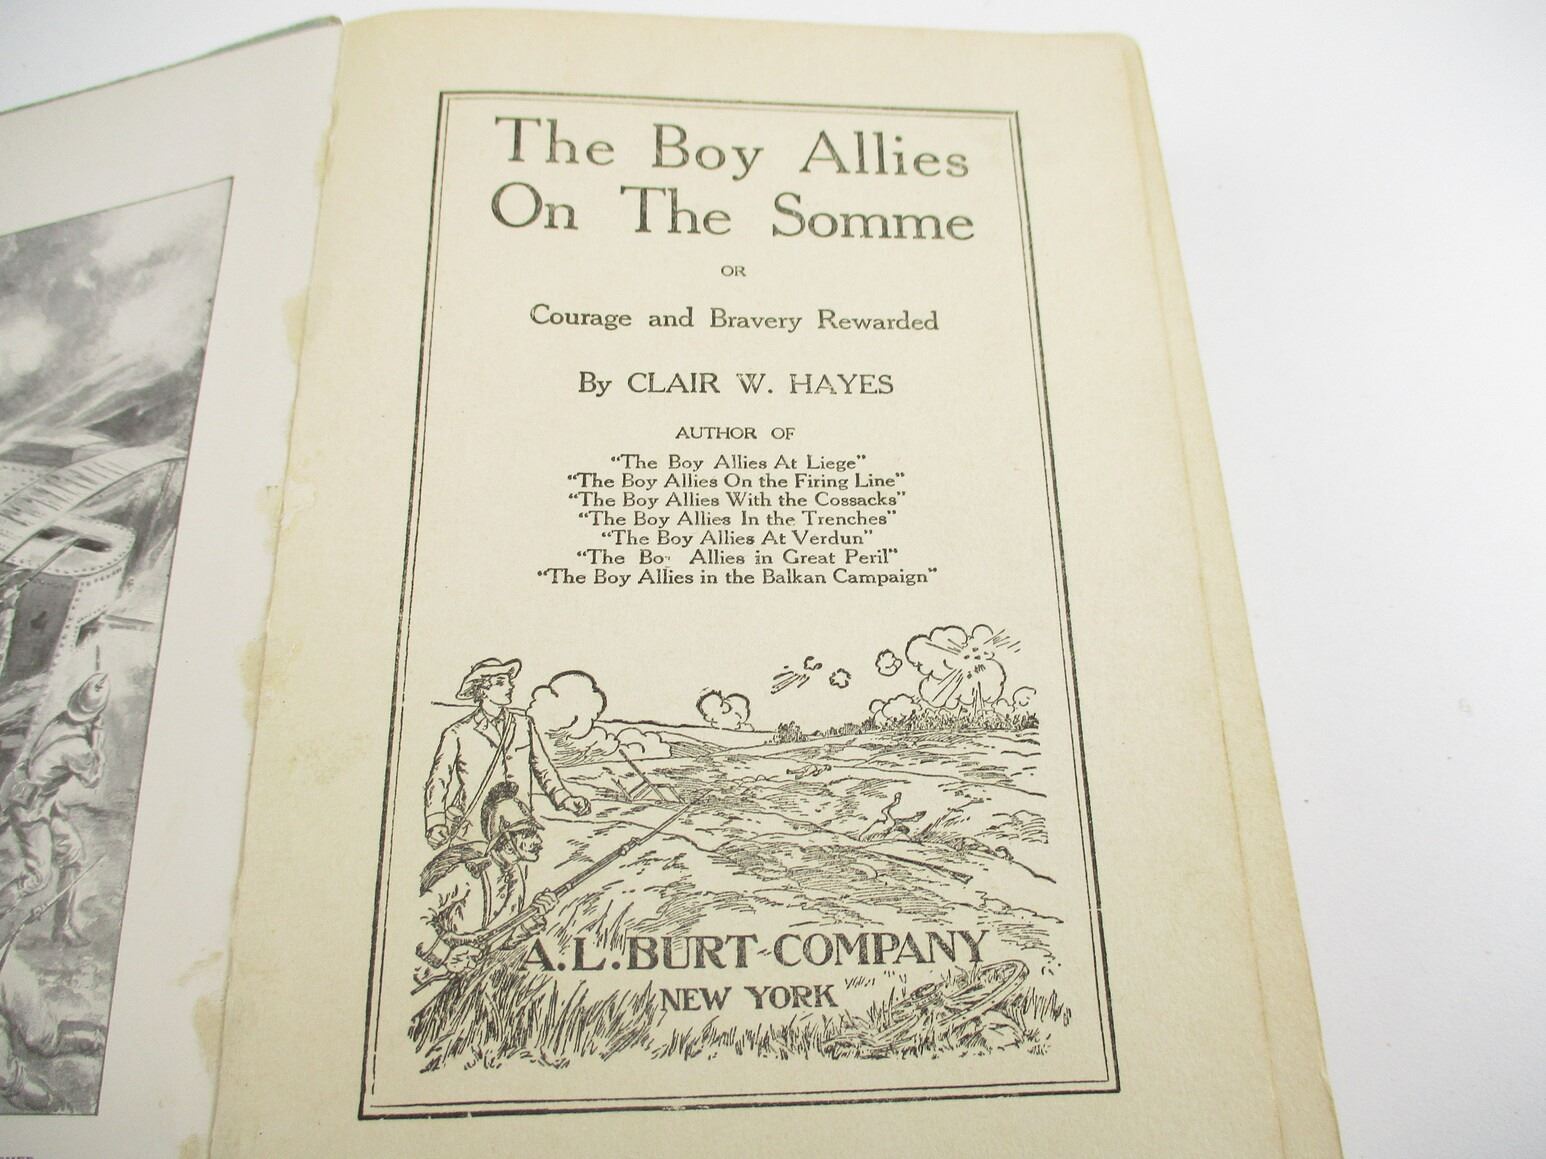 The Boy Allies
On The Somme
OR
Courage and Bravery Rewarded
By CLAIR W. HAYES
AUTHOR OF
"The Boy Allies At Liege"
"The Boy Allies On the Firing Line"
"The Boy Allies With the Cossacks"
"The Boy Allies In the Trenches"
"The Boy Allies At Verdun"
"The Bo Allies in Great Peril"
"The Boy Allies in the Balkan Campaign"
A.L. BURT COMPANY
NEW YORK